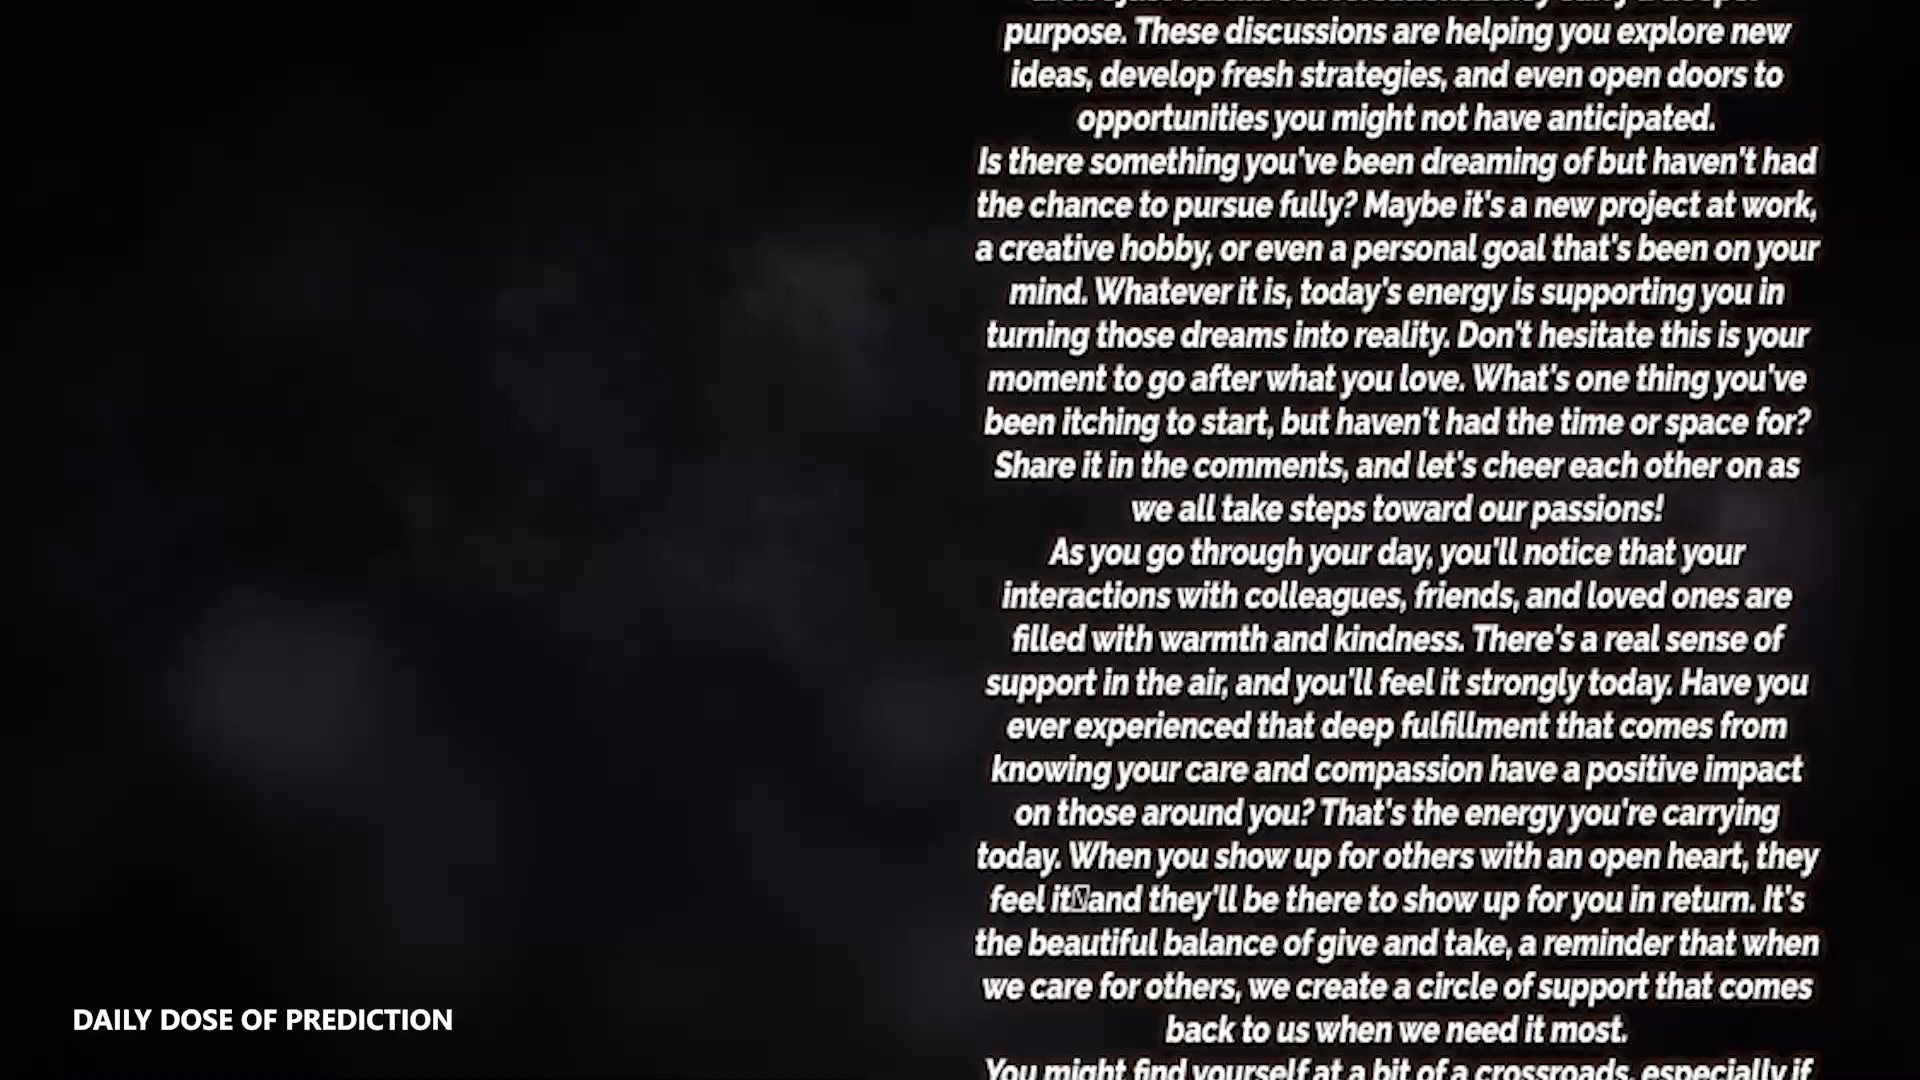 purpose. These discussions are helping you explore new
ideas, develop fresh strategies, and even open doors to
opportunities you might not have anticipated.
Is there something you've been dreaming of but haven't had
the chance to pursue fully? Maybe it's a new project at work,
a creative hobby, or even a personal goal that's been on your
mind. Whatever it is, today's energy is supporting you in
turning those dreams into reality. Don't hesitate this is your
moment to go after what you love. What's one thing you've
been itching to start, but haven't had the time or space for?
Share it in the comments, and let's cheer each other on as
we all take steps toward our passions!
As you go through your day, you'll notice that your
interactions with colleagues, friends, and loved ones are
filled with warmth and kindness. There's a real sense of
support in the air, and you'll feel it strongly today. Have you
ever experienced that deep fulfillment that comes from
knowing your care and compassion have a positive impact
on those around you? That's the energy you're carrying
today. When you show up for others with an open heart, they
feel it and they'll be there to show up for you in return. It's
the beautiful balance of give and take, a reminder that when
we care for others, we create a circle of support that comes
back to us when we need it most.
You might find yourself at a bit of a crossroads, especially if
DAILY DOSE OF PREDICTION